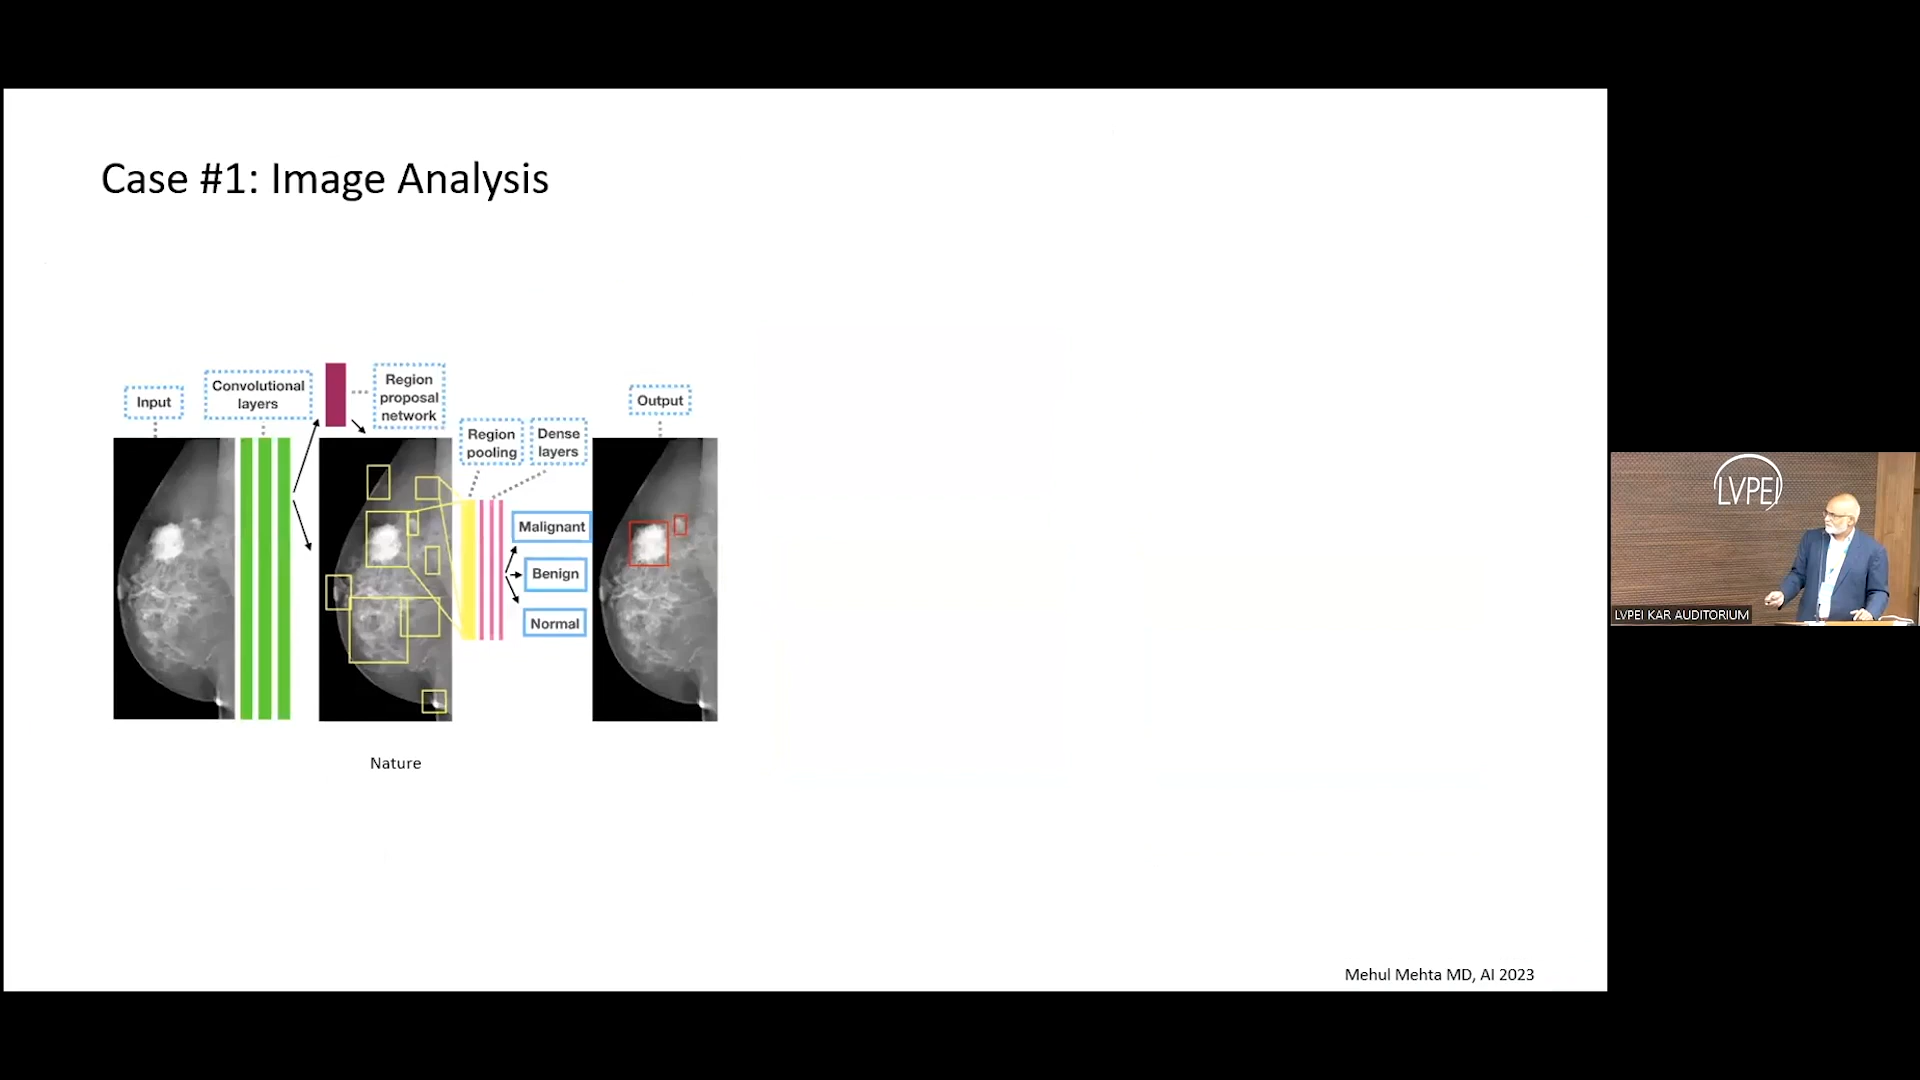 Case #1: Image Analysis
Input
Convolutional
layers
Region
proposal
network
Region
pooling
Dense
layers
Output
Malignant
Benign
Normal
Nature
Mehul Mehta MD, AI 2023
LVPEI
LVPEI KAR AUDITORIUM